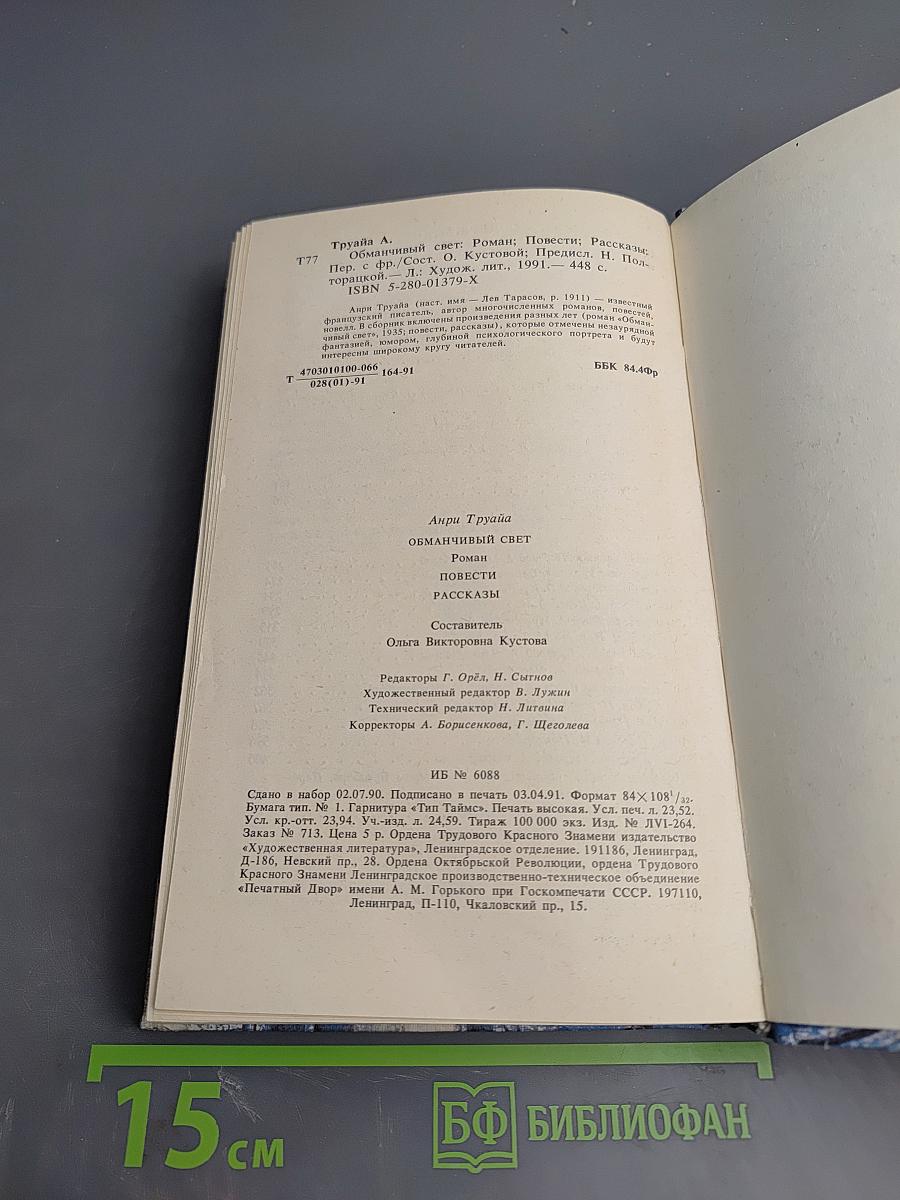 Труайа А.
Т77 Обманчивый свет: Роман; Повести; Рассказы:
Пер. с фр./Сост. О. Кустовой; Предисл. Н. Пол-
торацкой.— Л.: Худож. лит., 1991.— 448 с.
ISBN 5-280-01379-X
Анри Труайа (наст. имя — Лев Тарасов, р. 1911) — известный
французский писатель, автор многочисленных романов, повестей,
новелл. В сборник включены произведения разных лет (роман «Обман-
чивый свет», 1935; повести, рассказы), которые отмечены незаурядной
фантазией, юмором, глубиной психологического портрета и будут
интересны широкому кругу читателей.
Т 4703010100-066 164-91
028(01)-91
ББК 84.4Фр
Анри Труайа
ОБМАНЧИВЫЙ СВЕТ
Роман
ПОВЕСТИ
РАССКАЗЫ
Составитель
Ольга Викторовна Кустова
Редакторы Г. Орёл, Н. Сытнов
Художественный редактор В. Лужин
Технический редактор Н. Литвина
Корректоры А. Борисенкова, Г. Щеголева
ИБ № 6088
Сдано в набор 02.07.90. Подписано в печать 03.04.91. Формат 84×108¹/₃₂.
Бумага тип. № 1. Гарнитура «Тип Таймс». Печать высокая. Усл. печ. л. 23,52.
Усл. кр.-отт. 23,94. Уч.-изд. л. 24,59. Тираж 100 000 экз. Изд. № ЛVI-264.
Заказ № 713. Цена 5 р. Ордена Трудового Красного Знамени издательство
«Художественная литература», Ленинградское отделение. 191186, Ленинград,
Д-186, Невский пр., 28. Ордена Октябрьской Революции, ордена Трудового
Красного Знамени Ленинградское производственно-техническое объединение
«Печатный Двор» имени А. М. Горького при Госкомпечати СССР. 197110,
Ленинград, П-110, Чкаловский пр., 15.
15 см
БФ БИБЛИОФАН